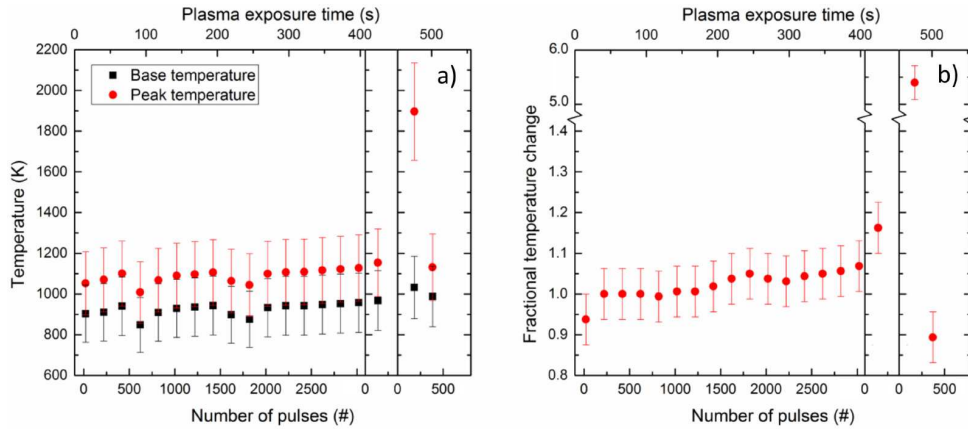 Plasma exposure time (s)
0 100 200 300 400 500
2200
2000
1800
1600
1400
1200
1000
800
600
Temperature (K)
Base temperature
Peak temperature
a)
0 500 1000 1500 2000 2500 0 0 500
Number of pulses (#)
Plasma exposure time (s)
0 100 200 300 400 500
6.0
5.0
1.4
1.3
1.2
1.1
1.0
0.9
0.8
Fractional temperature change
b)
0 500 1000 1500 2000 2500 0 0 500
Number of pulses (#)